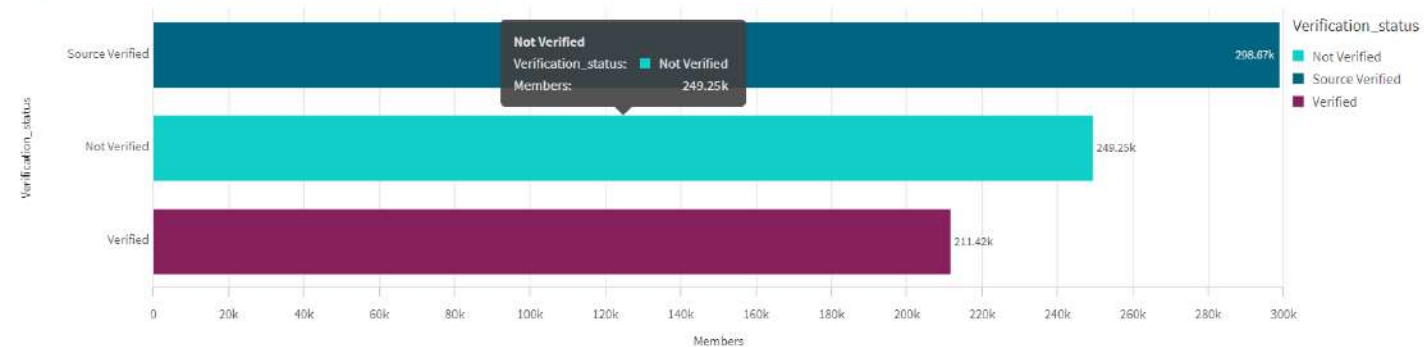 Verification_status
Source Verified
298.67k
Not Verified
249.25k
Verified
211.42k
Not Verified
Verification_status: Not Verified
Members: 249.25k
0 20k 40k 60k 80k 100k 120k 140k 160k 180k 200k 220k 240k 260k 280k 300k
Members
Verification_status
Not Verified
Source Verified
Verified